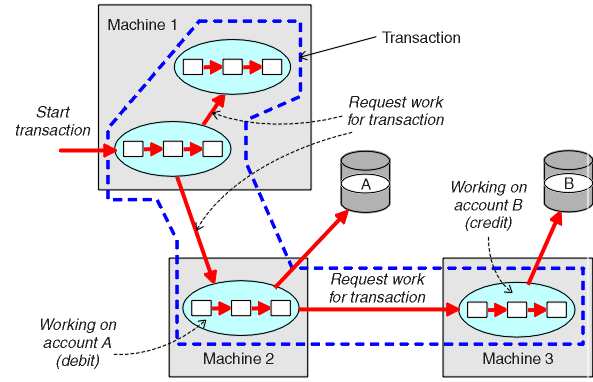 Machine 1
Transaction
Start
transaction
Request work
for transaction
A
B
Working on
account B
(credit)
Request work
for transaction
Working on
account A
(debit)
Machine 2
Machine 3